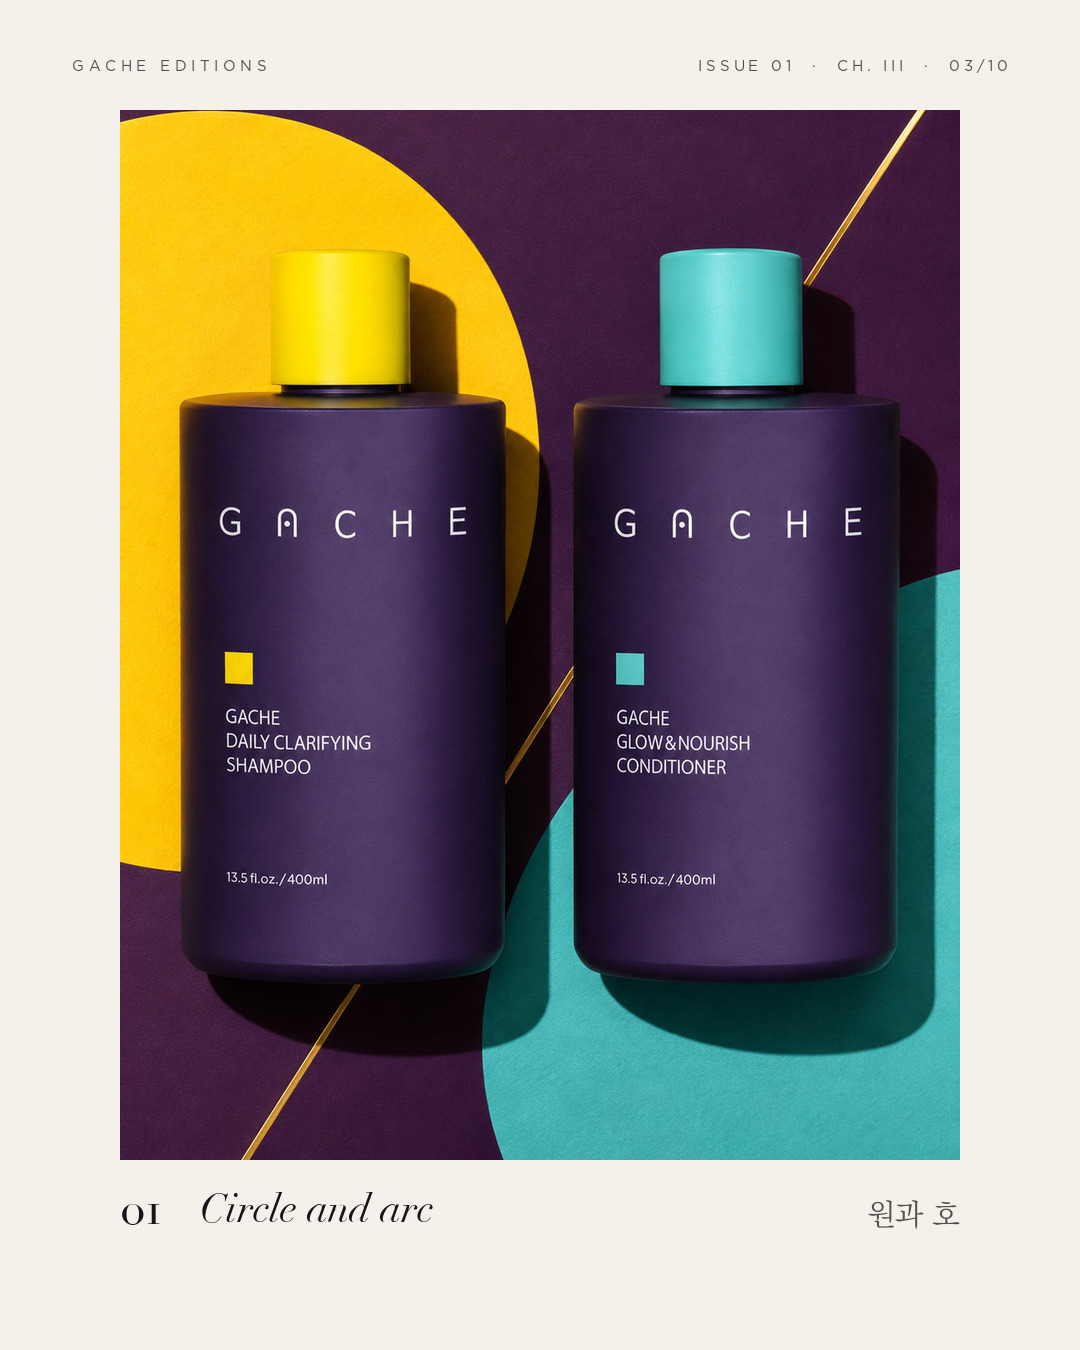 GACHE EDITIONS
ISSUE 01 · CH. III · 03/10
GACHE
GACHE
DAILY CLARIFYING
SHAMPOO
13.5 fl.oz./400ml
GACHE
GACHE
GLOW&NOURISH
CONDITIONER
13.5 fl.oz./400ml
01 Circle and arc
원과 호